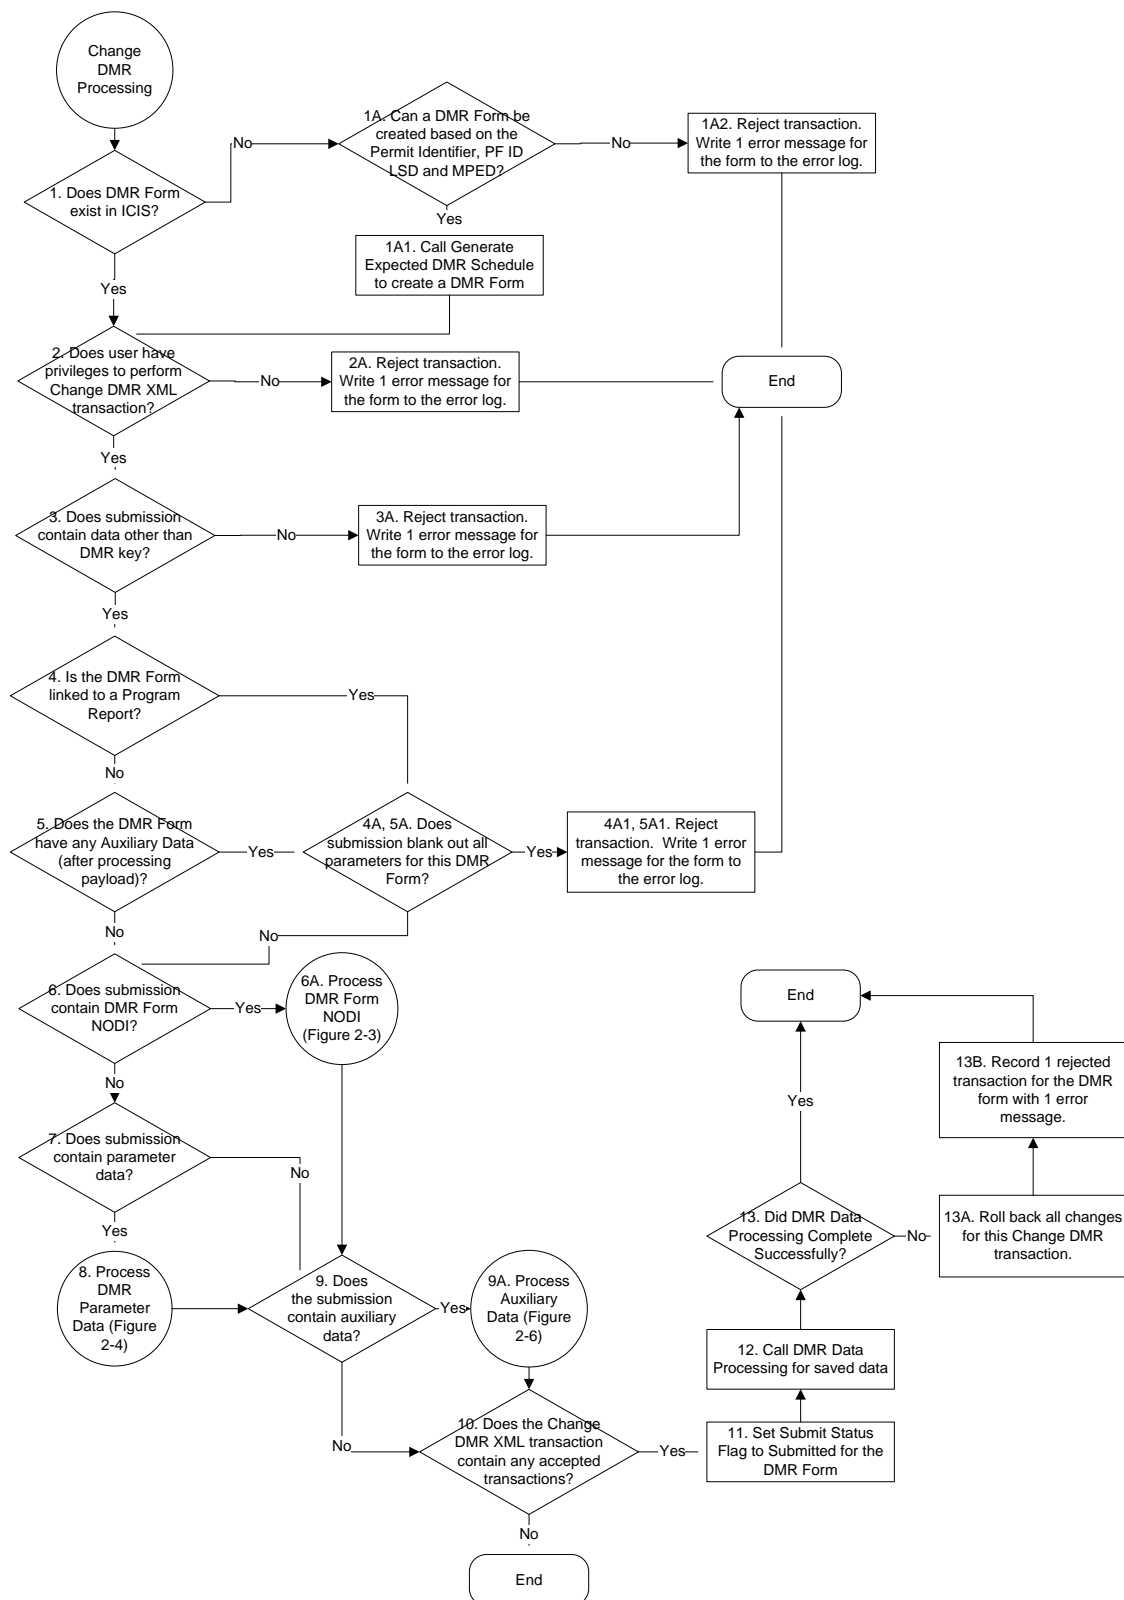 Change
DMR
Processing
1. Does DMR Form
exist in ICIS?
No
1A. Can a DMR Form be
created based on the
Permit Identifier, PF ID
LSD and MPED?
No
1A2. Reject transaction.
Write 1 error message for
the form to the error log.
Yes
1A1. Call Generate
Expected DMR Schedule
to create a DMR Form
Yes
2. Does user have
privileges to perform
Change DMR XML
transaction?
No
2A. Reject transaction.
Write 1 error message for
the form to the error log.
End
Yes
3. Does submission
contain data other than
DMR key?
No
3A. Reject transaction.
Write 1 error message for
the form to the error log.
Yes
4. Is the DMR Form
linked to a Program
Report?
Yes
No
5. Does the DMR Form
have any Auxiliary Data
(after processing
payload)?
Yes
4A, 5A. Does
submission blank out all
parameters for this DMR
Form?
Yes
4A1, 5A1. Reject
transaction. Write 1 error
message for the form to
the error log.
No
No
6. Does submission
contain DMR Form
NODI?
Yes
6A. Process
DMR Form
NODI
(Figure 2-3)
No
7. Does submission
contain parameter
data?
No
Yes
8. Process
DMR
Parameter
Data (Figure
2-4)
9. Does
the submission
contain auxiliary
data?
Yes
9A. Process
Auxiliary
Data (Figure
2-6)
No
10. Does the Change
DMR XML transaction
contain any accepted
transactions?
Yes
11. Set Submit Status
Flag to Submitted for the
DMR Form
12. Call DMR Data
Processing for saved data
13. Did DMR Data
Processing Complete
Successfully?
No
13A. Roll back all changes
for this Change DMR
transaction.
13B. Record 1 rejected
transaction for the DMR
form with 1 error
message.
Yes
End
No
End